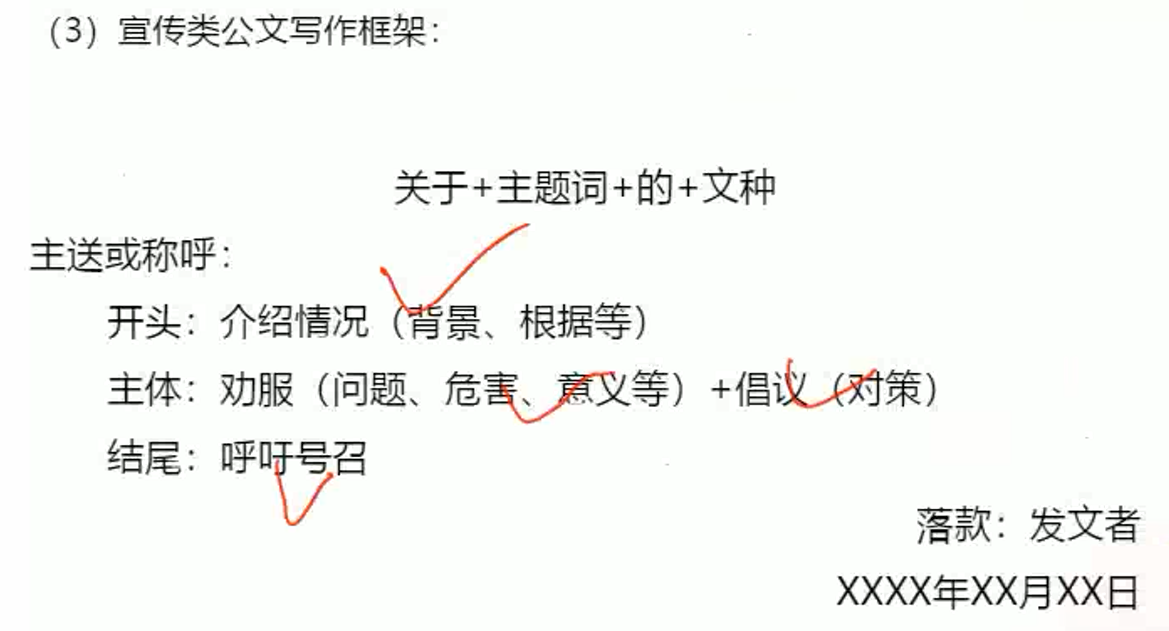 （3）宣传类公文写作框架：
关于+主题词+的+文种
主送或称呼：
开头：介绍情况（背景、根据等）
主体：劝服（问题、危害、意义等）+倡议（对策）
结尾：呼吁号召
落款：发文者
XXXX年XX月XX日